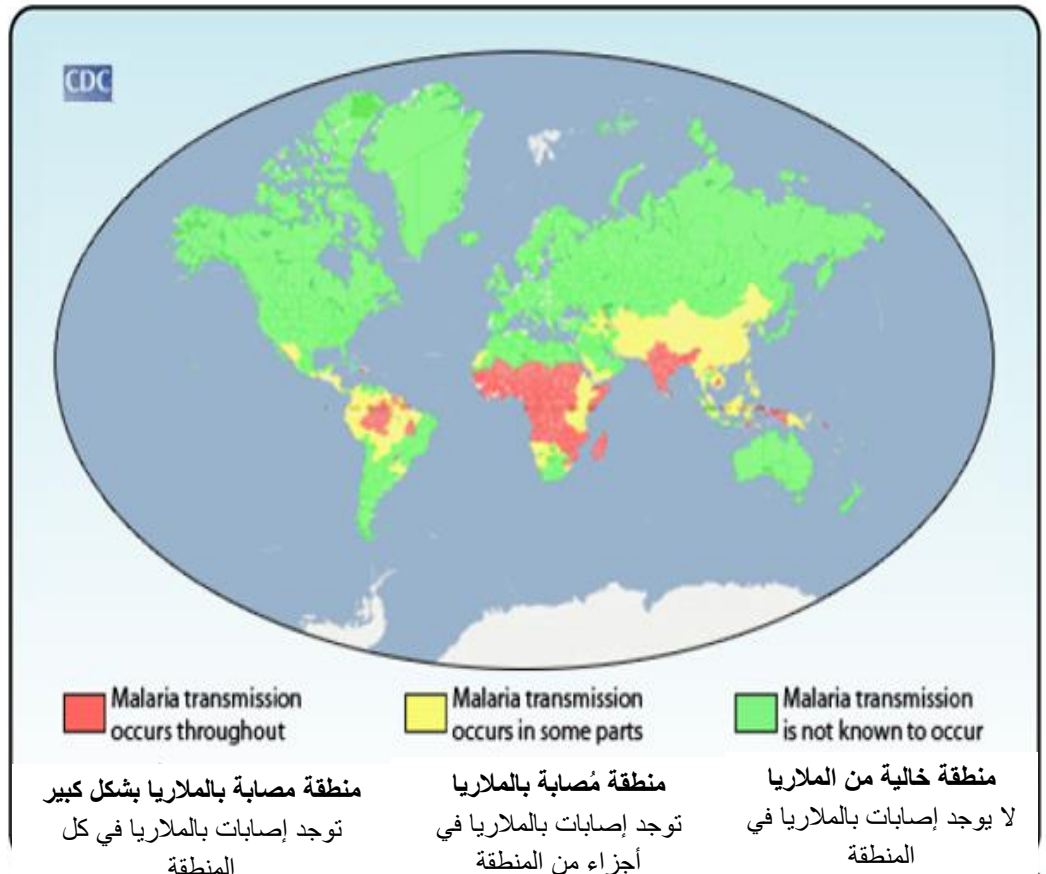 CDC
Malaria transmission
occurs throughout
Malaria transmission
occurs in some parts
Malaria transmission
is not known to occur
منطقة مصابة بالملاريا بشكل كبير
توجد إصابات بالملاريا في كل
المنطقة
منطقة مُصابة بالملاريا
توجد إصابات بالملاريا في
أجزاء من المنطقة
منطقة خالية من الملاريا
لا يوجد إصابات بالملاريا في
المنطقة